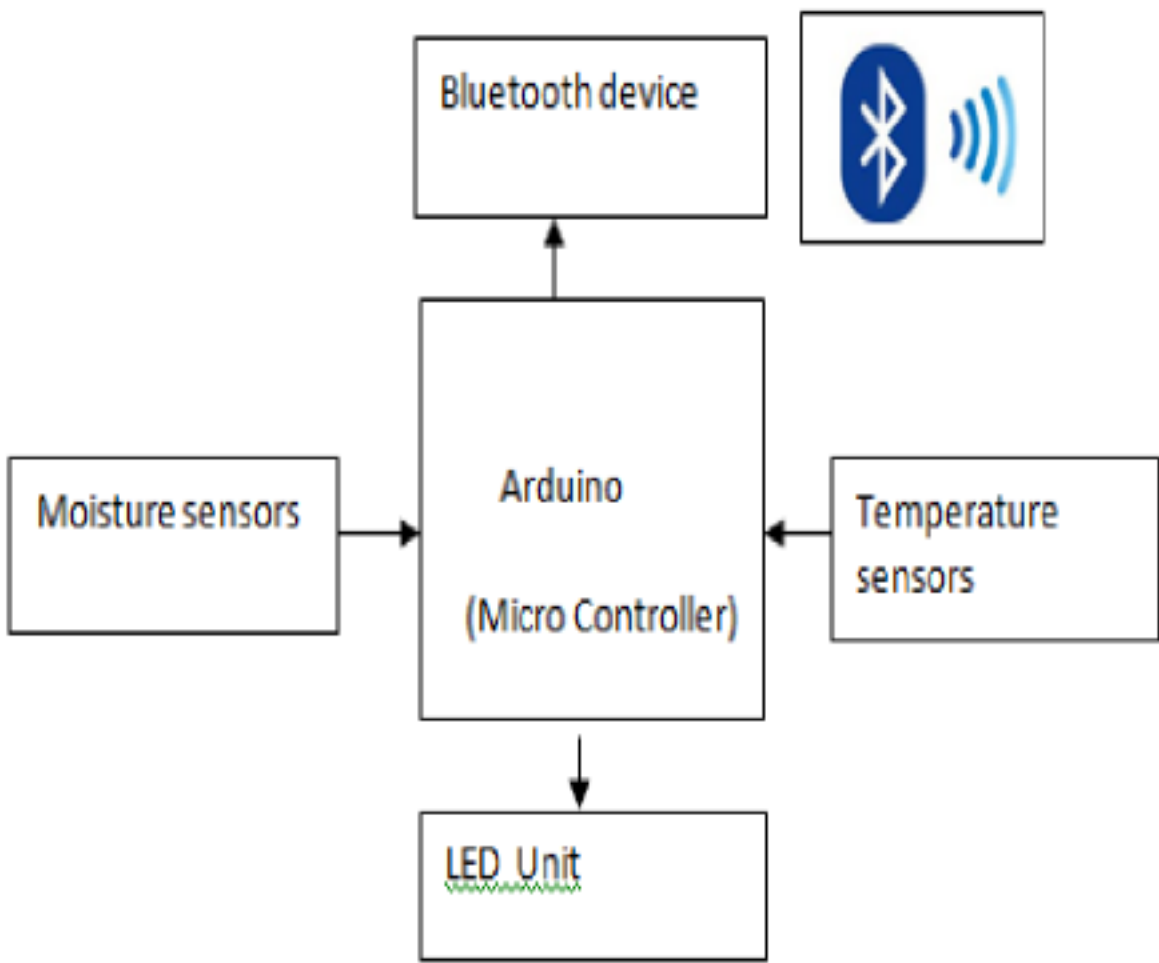 Bluetooth device
Moisture sensors
Arduino
(Micro Controller)
Temperature
sensors
LED Unit